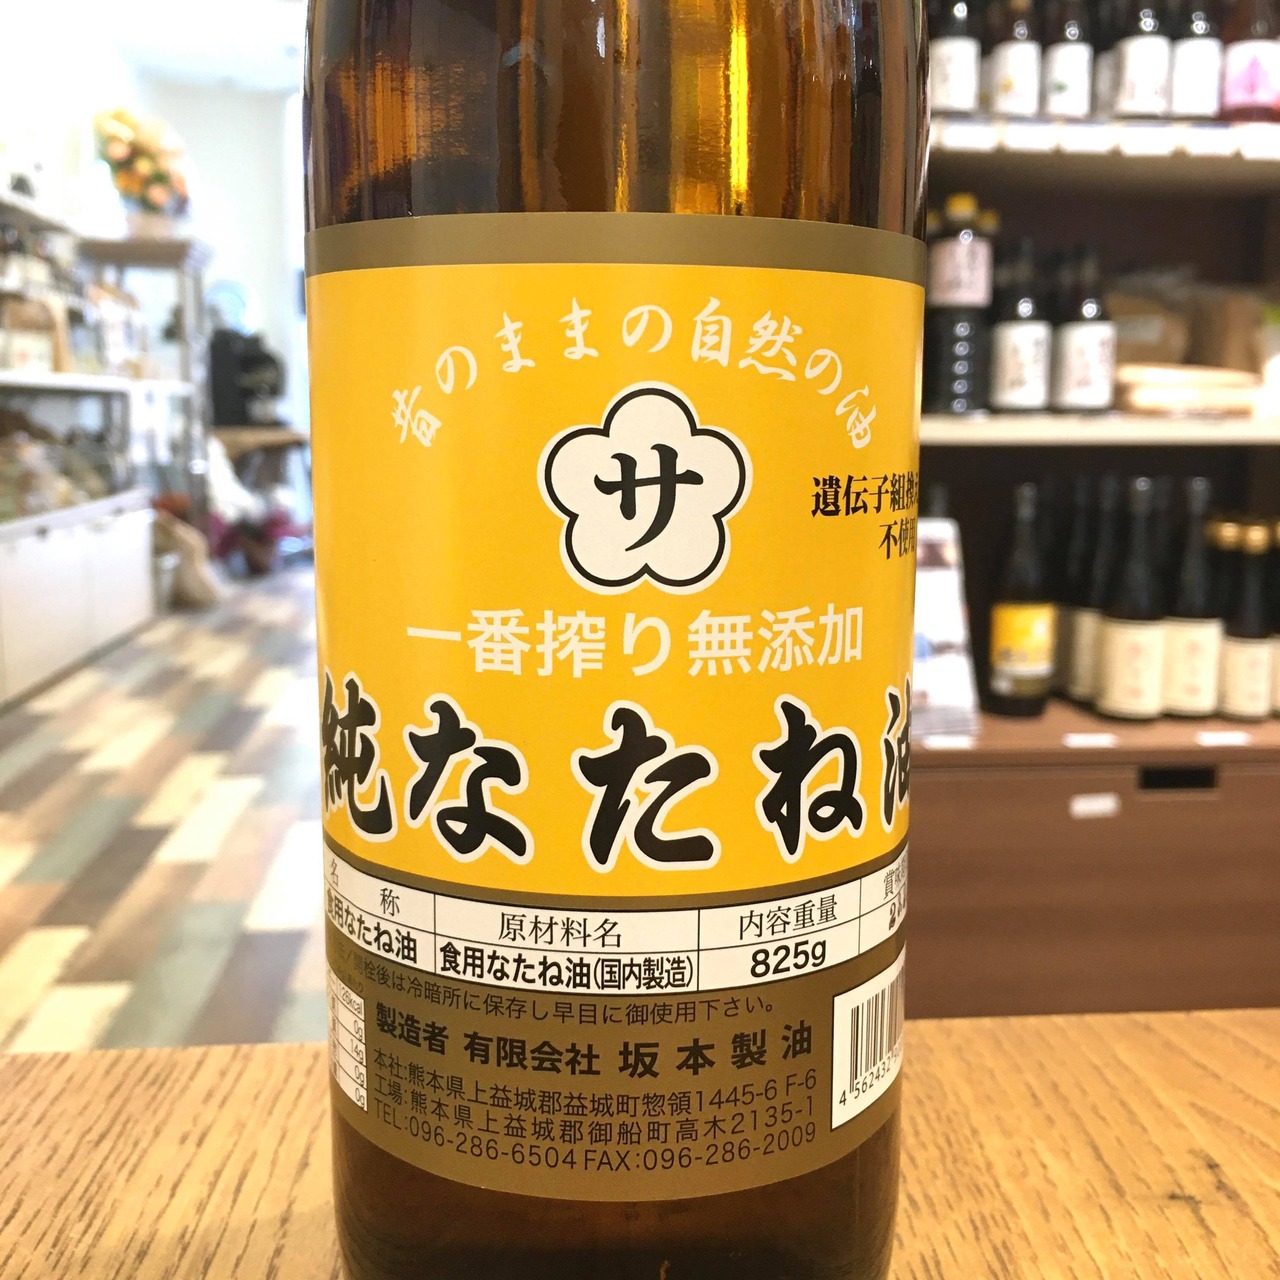 昔のままの自然の油
サ
遺伝子組換
不使用
一番搾り無添加
純なたね油
名称
原材料名
内容重量
食用なたね油
食用なたね油(国内製造)
825g
開栓後は冷暗所に保存し早目に御使用下さい。
126kcal
0g
14g
0g
0g
製造者 有限会社 坂本製油
本社:熊本県上益城郡益城町惣領1445-6 F-6
工場:熊本県上益城郡御船町高木2135-1
TEL:096-286-6504 FAX:096-286-2009
4 562432